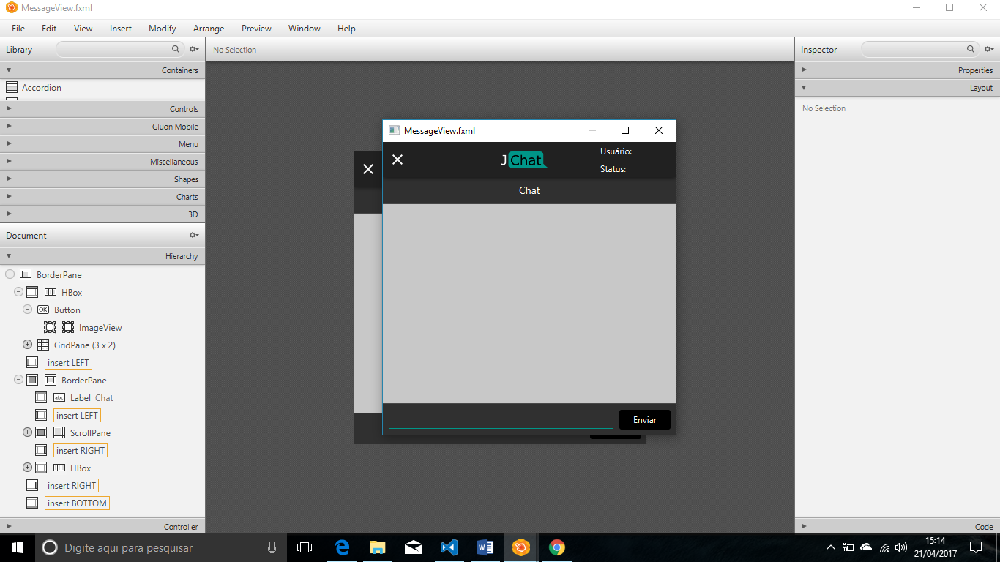 MessageView.fxml
File Edit View Insert Modify Arrange Preview Window Help
Library
No Selection
Inspector
Containers
Accordion
Controls
Gluon Mobile
Menu
Miscellaneous
Shapes
Charts
3D
Document
Hierarchy
BorderPane
HBox
OK Button
ImageView
GridPane (3 x 2)
insert LEFT
BorderPane
abc Label Chat
insert LEFT
ScrollPane
insert RIGHT
HBox
insert RIGHT
insert BOTTOM
Controller
MessageView.fxml
J Chat
Usuário:
Status:
Chat
Enviar
Properties
Layout
No Selection
Code
Digite aqui para pesquisar
15:14
21/04/2017